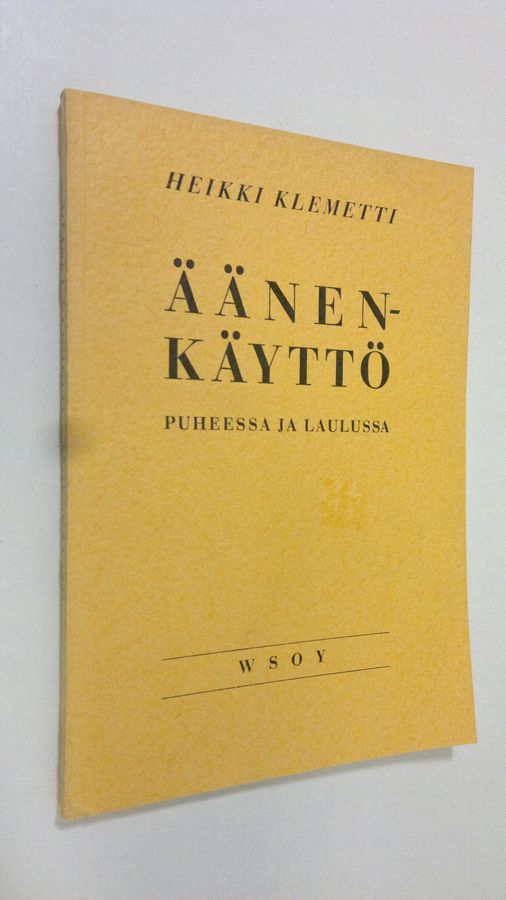 HEIKKI KLEMETTI
ÄÄNEN-
KÄYTTÖ
PUHEESSA JA LAULUSSA
WSOY